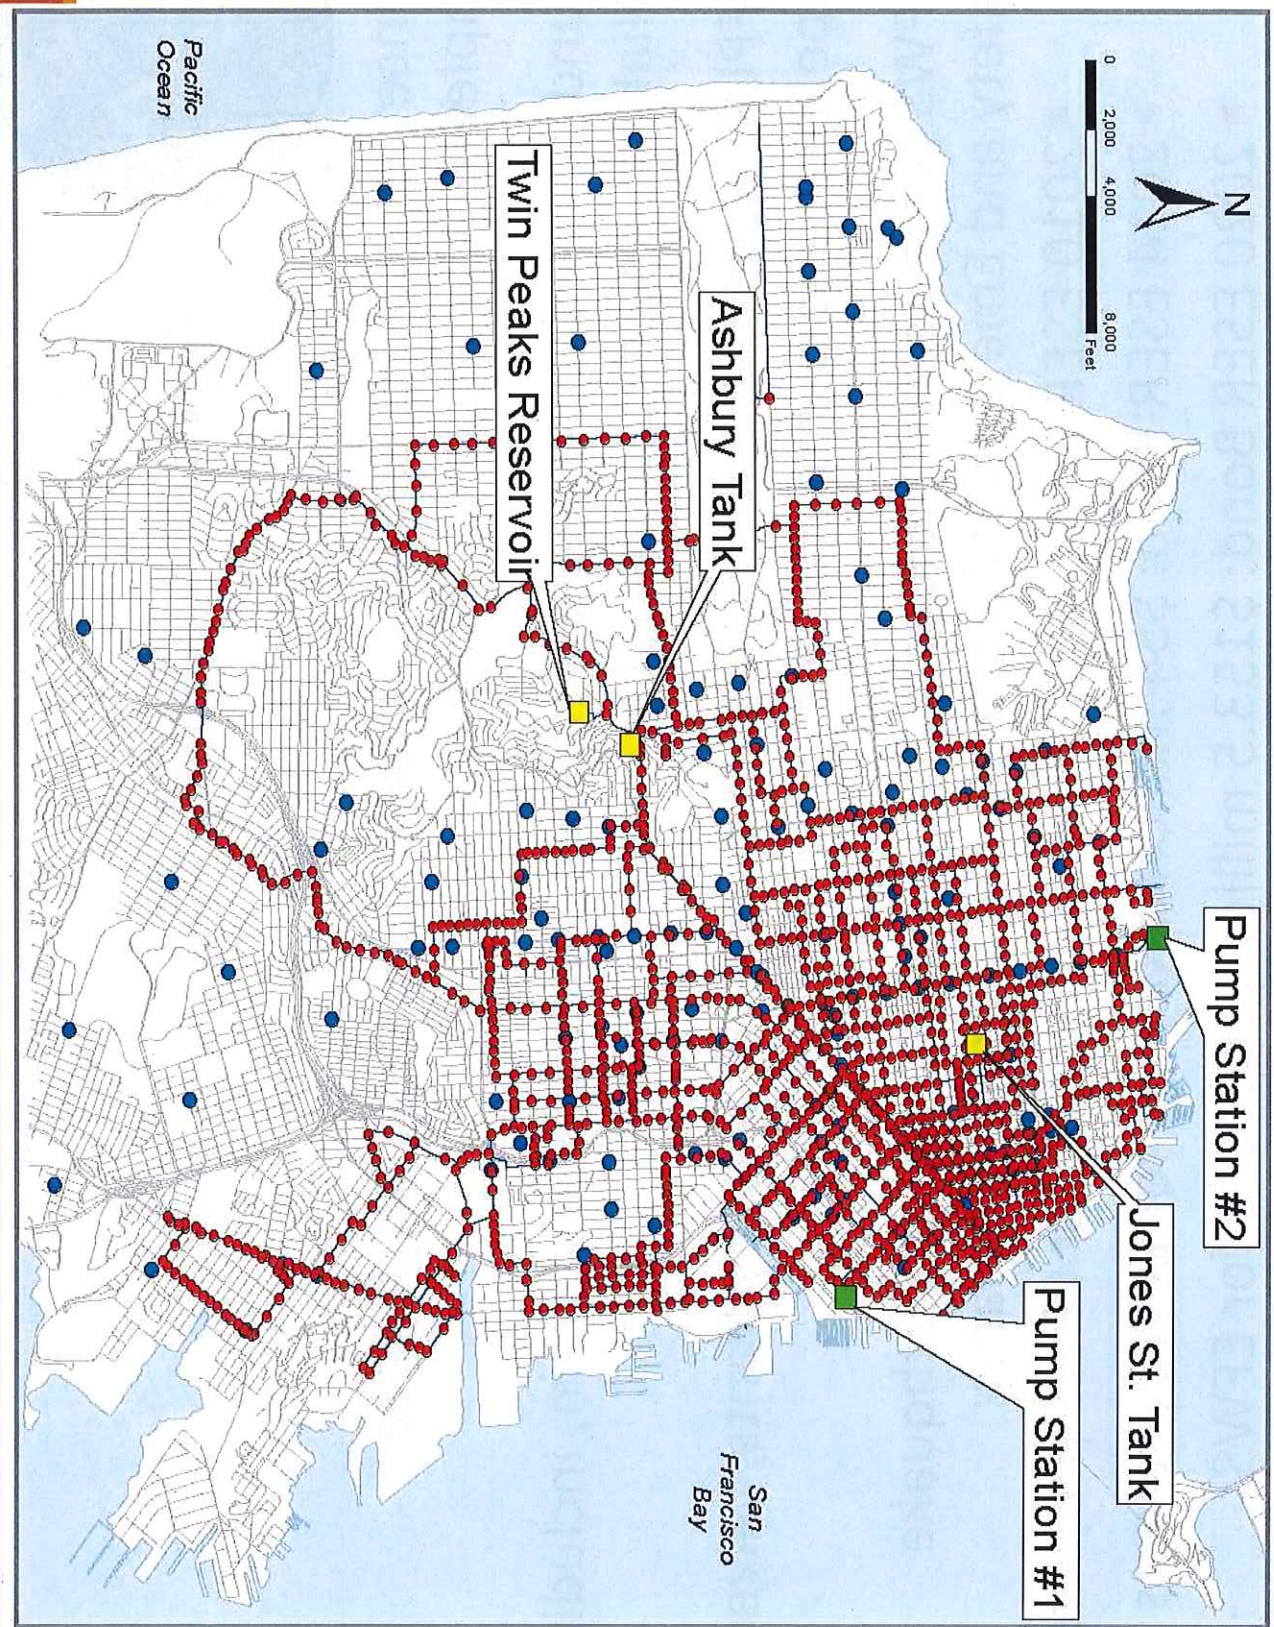 N
0
2,000
4,000
8,000
Feet
Pacific
Ocean
Pump Station #2
Jones St. Tank
Pump Station #1
Ashbury Tank
Twin Peaks Reservoir
San
Francisco
Bay